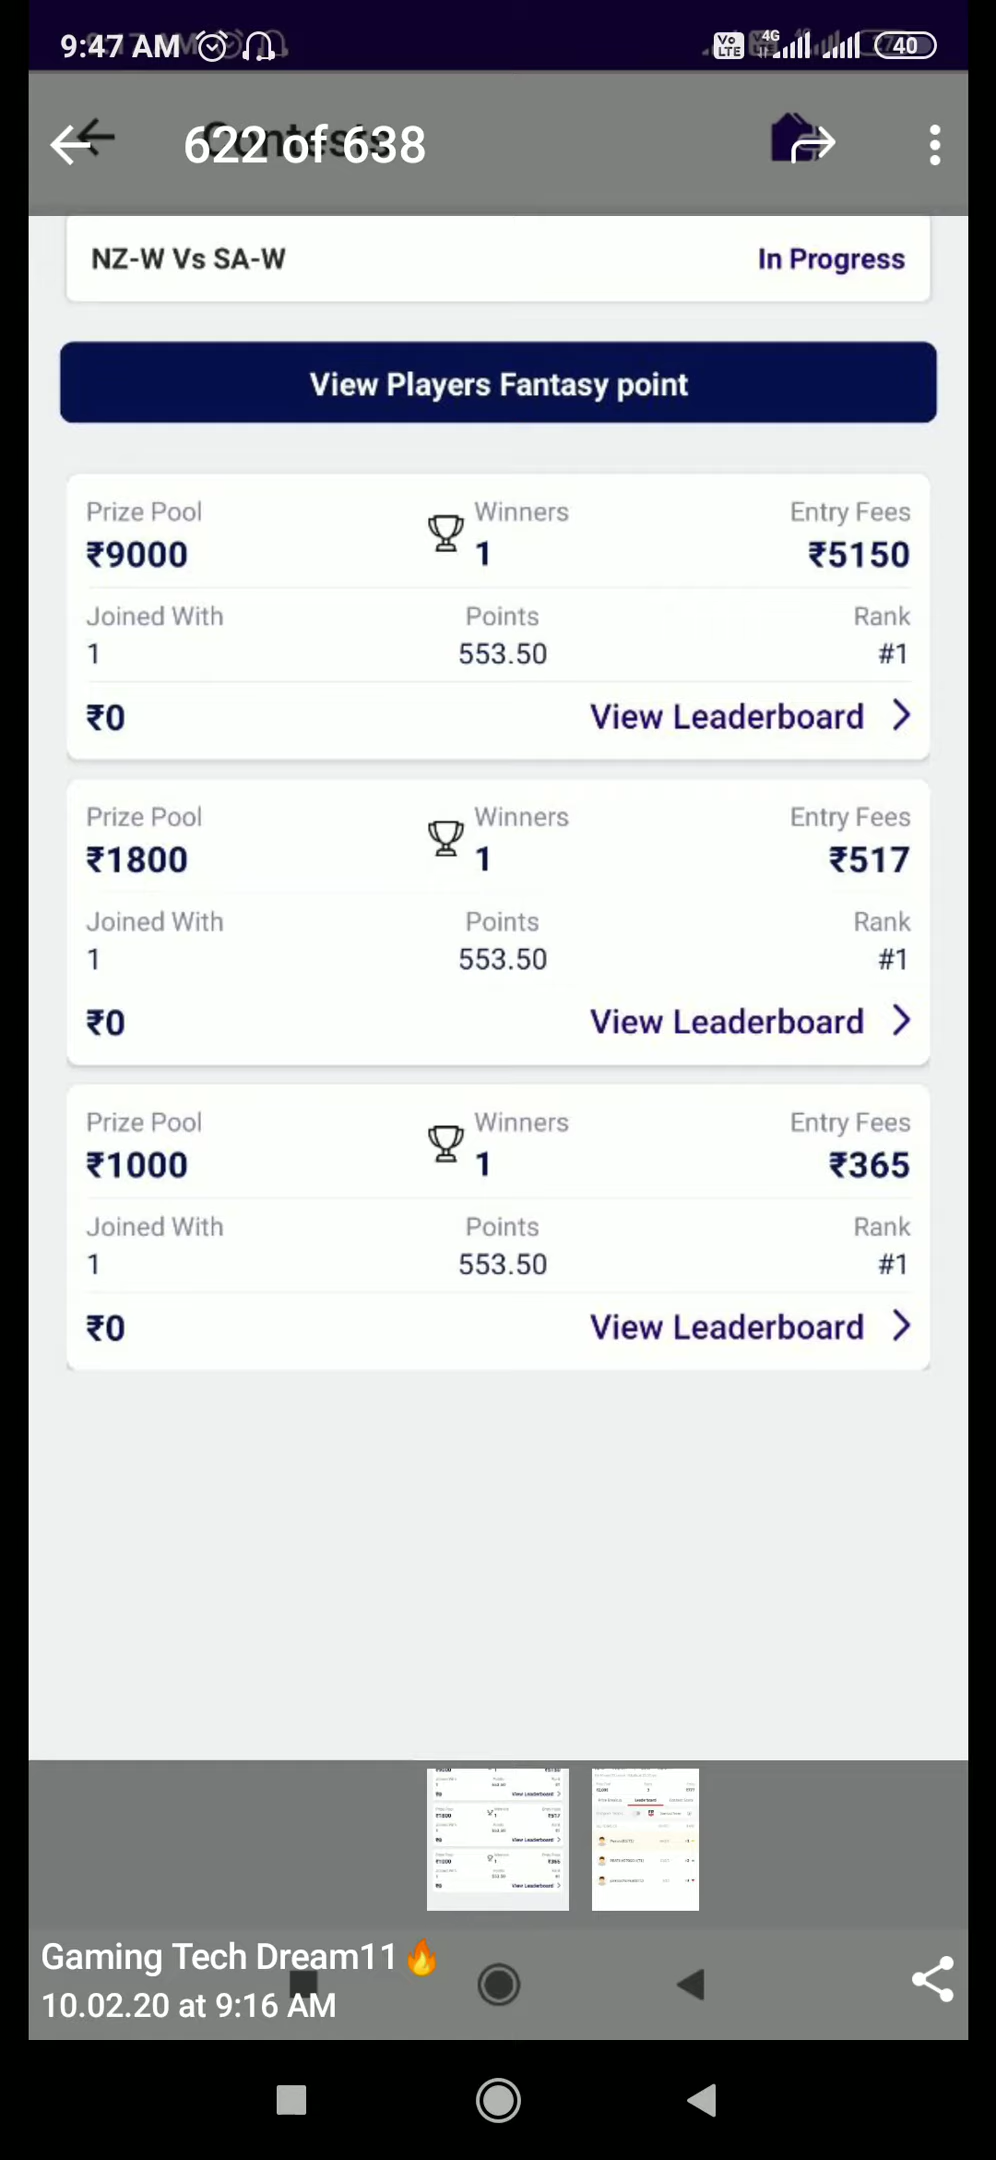 9:47 AM
Vo LTE 4G 40
622 of 638
Contests
NZ-W Vs SA-W In Progress
View Players Fantasy point
Prize Pool Winners Entry Fees
₹9000 1 ₹5150
Joined With Points Rank
1 553.50 #1
₹0 View Leaderboard
Prize Pool Winners Entry Fees
₹1800 1 ₹517
Joined With Points Rank
1 553.50 #1
₹0 View Leaderboard
Prize Pool Winners Entry Fees
₹1000 1 ₹365
Joined With Points Rank
1 553.50 #1
₹0 View Leaderboard
Gaming Tech Dream11🔥
10.02.20 at 9:16 AM